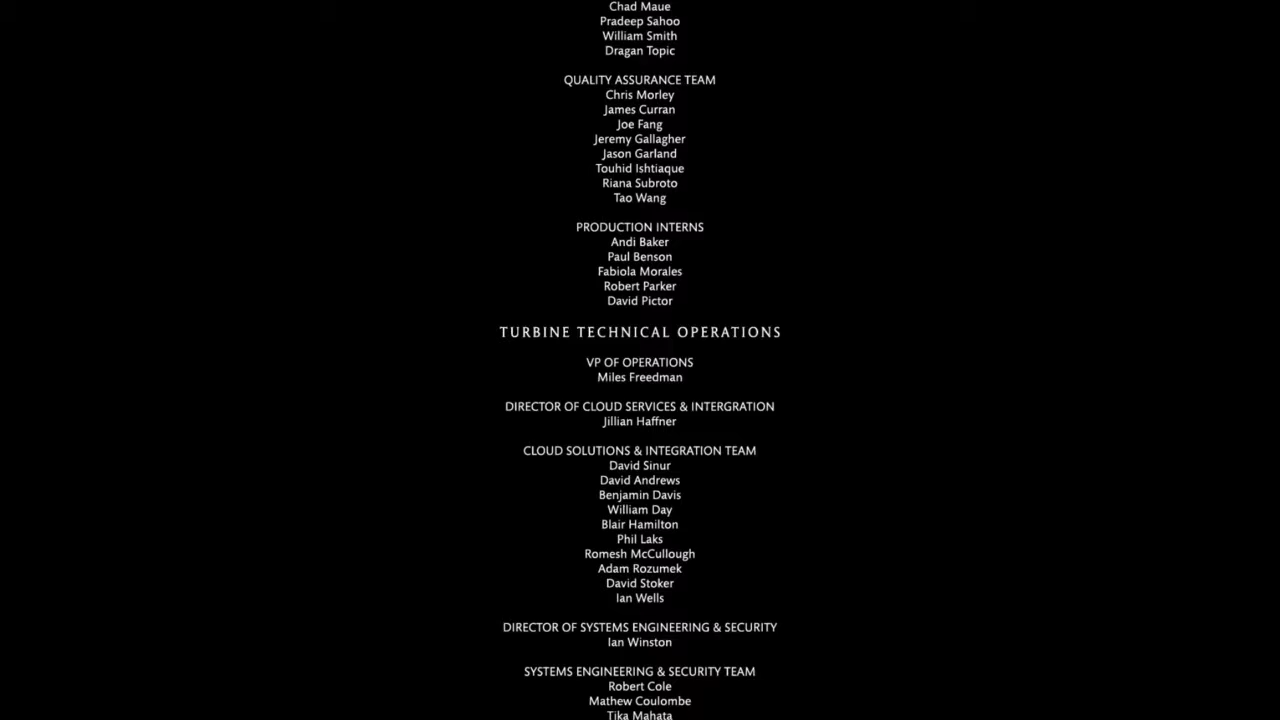 Chad Maue
Pradeep Sahoo
William Smith
Dragan Topic
QUALITY ASSURANCE TEAM
Chris Morley
James Curran
Joe Fang
Jeremy Gallagher
Jason Garland
Touhid Ishtiaque
Riana Subroto
Tao Wang
PRODUCTION INTERNS
Andi Baker
Paul Benson
Fabiola Morales
Robert Parker
David Pictor
TURBINE TECHNICAL OPERATIONS
VP OF OPERATIONS
Miles Freedman
DIRECTOR OF CLOUD SERVICES & INTERGRATION
Jillian Haffner
CLOUD SOLUTIONS & INTEGRATION TEAM
David Sinur
David Andrews
Benjamin Davis
William Day
Blair Hamilton
Phil Laks
Romesh McCullough
Adam Rozumek
David Stoker
Ian Wells
DIRECTOR OF SYSTEMS ENGINEERING & SECURITY
Ian Winston
SYSTEMS ENGINEERING & SECURITY TEAM
Robert Cole
Mathew Coulombe
Tika Mahata